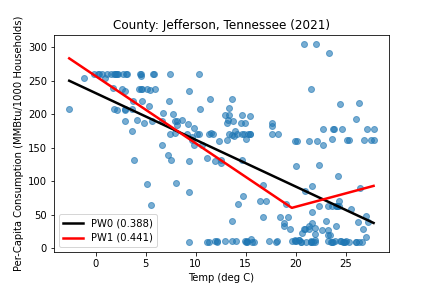 County: Jefferson, Tennessee (2021)
Per-Capita Consumption (MMBtu/1000 Households)
300
250
200
150
100
50
0
PW0 (0.388)
PW1 (0.441)
0 5 10 15 20 25
Temp (deg C)